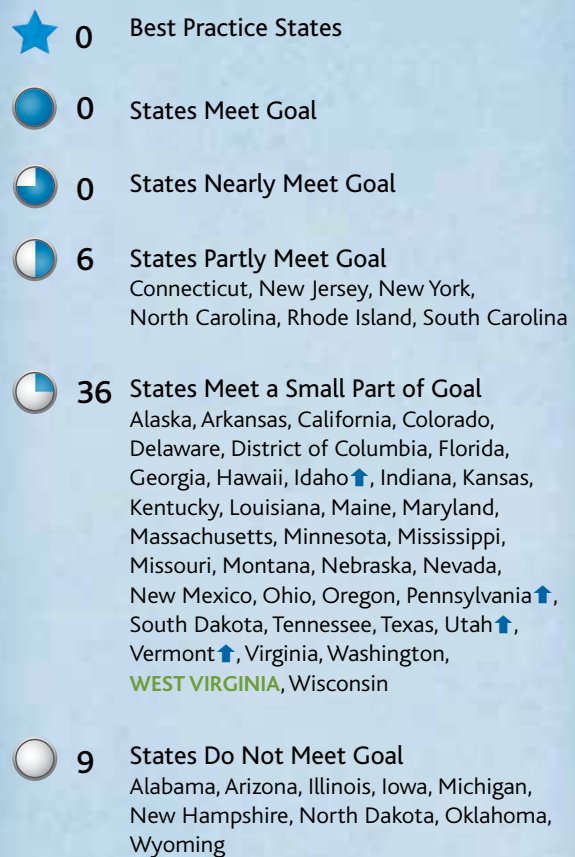 0 Best Practice States
0 States Meet Goal
0 States Nearly Meet Goal
6 States Partly Meet Goal
Connecticut, New Jersey, New York,
North Carolina, Rhode Island, South Carolina
36 States Meet a Small Part of Goal
Alaska, Arkansas, California, Colorado,
Delaware, District of Columbia, Florida,
Georgia, Hawaii, Idaho⬆, Indiana, Kansas,
Kentucky, Louisiana, Maine, Maryland,
Massachusetts, Minnesota, Mississippi,
Missouri, Montana, Nebraska, Nevada,
New Mexico, Ohio, Oregon, Pennsylvania⬆,
South Dakota, Tennessee, Texas, Utah⬆,
Vermont⬆, Virginia, Washington,
WEST VIRGINIA, Wisconsin
9 States Do Not Meet Goal
Alabama, Arizona, Illinois, Iowa, Michigan,
New Hampshire, North Dakota, Oklahoma,
Wyoming